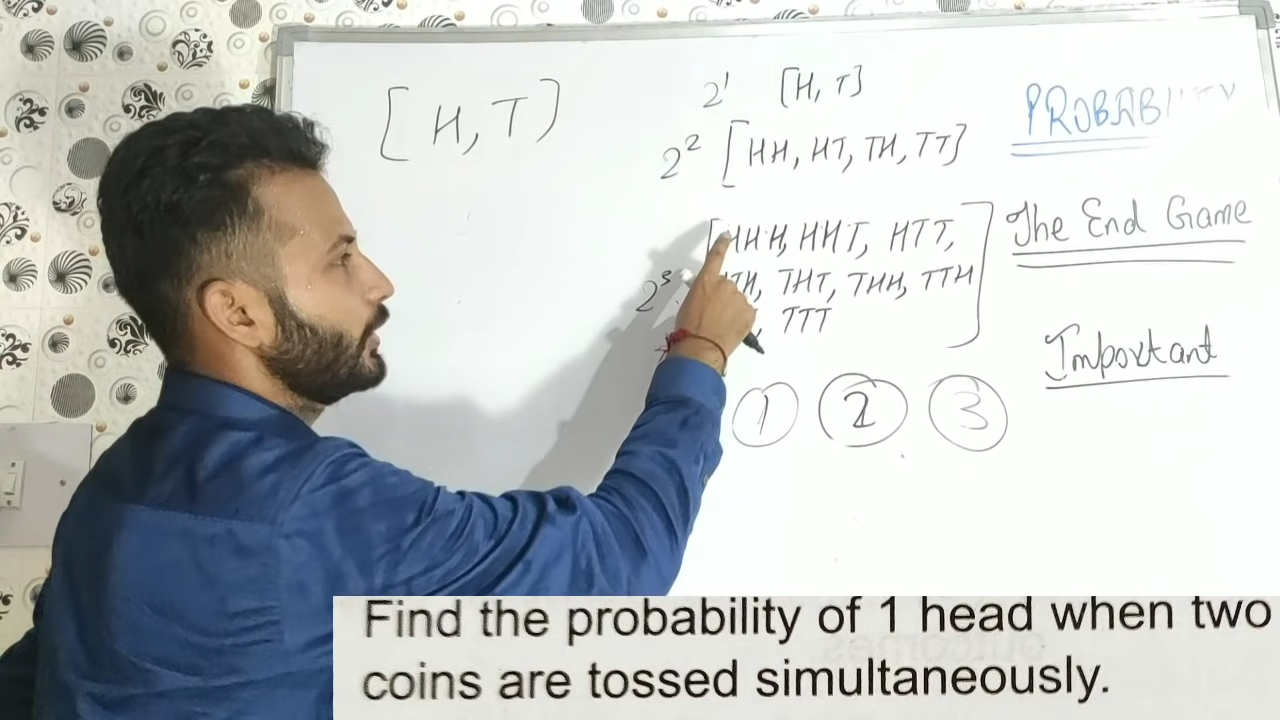 [H, T]
2¹ [H, T]
2² [HH, HT, TH, TT]
[HHH, HHT, HTT,
2³ TH, THT, THH, TTH
, TTT]
① ② ③
The End Game
Important
Find the probability of 1 head when two
coins are tossed simultaneously.